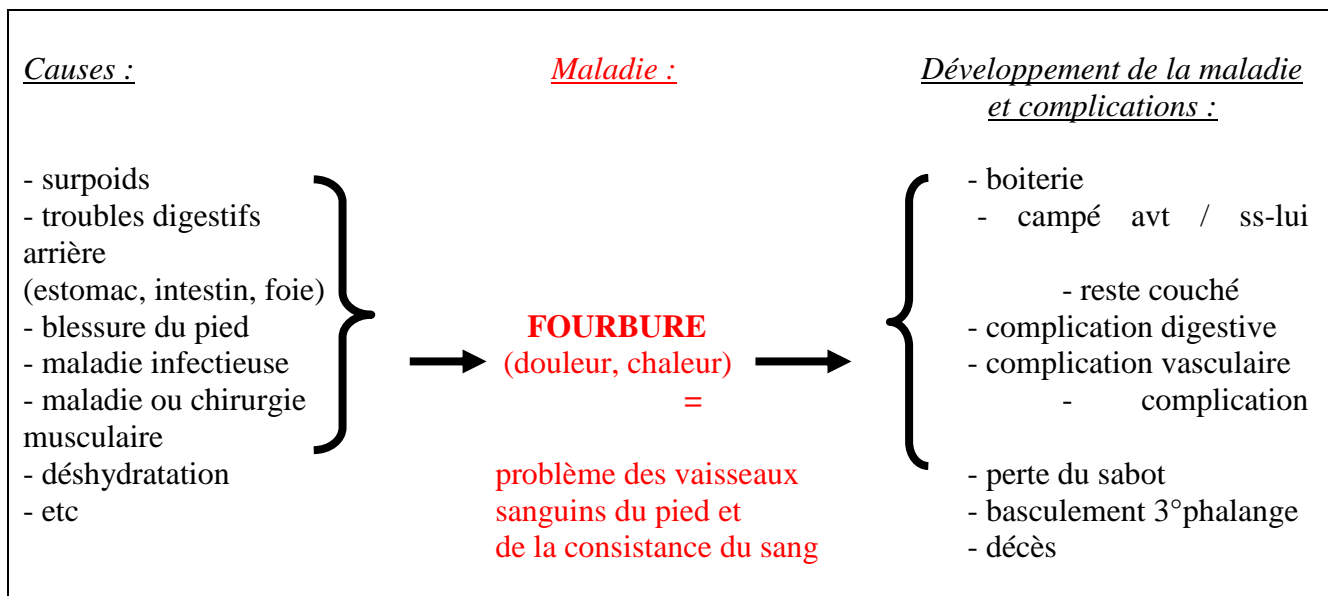 Causes :
Maladie :
Développement de la maladie
et complications :
- surpoids
- troubles digestifs
arrière
(estomac, intestin, foie)
- blessure du pied
- maladie infectieuse
- maladie ou chirurgie
musculaire
- déshydratation
- etc
FOURBURE
(douleur, chaleur)
=
problème des vaisseaux
sanguins du pied et
de la consistance du sang
- boiterie
- campé avt / ss-lui
- reste couché
- complication digestive
- complication vasculaire
- complication
- perte du sabot
- basculement 3°phalange
- décès